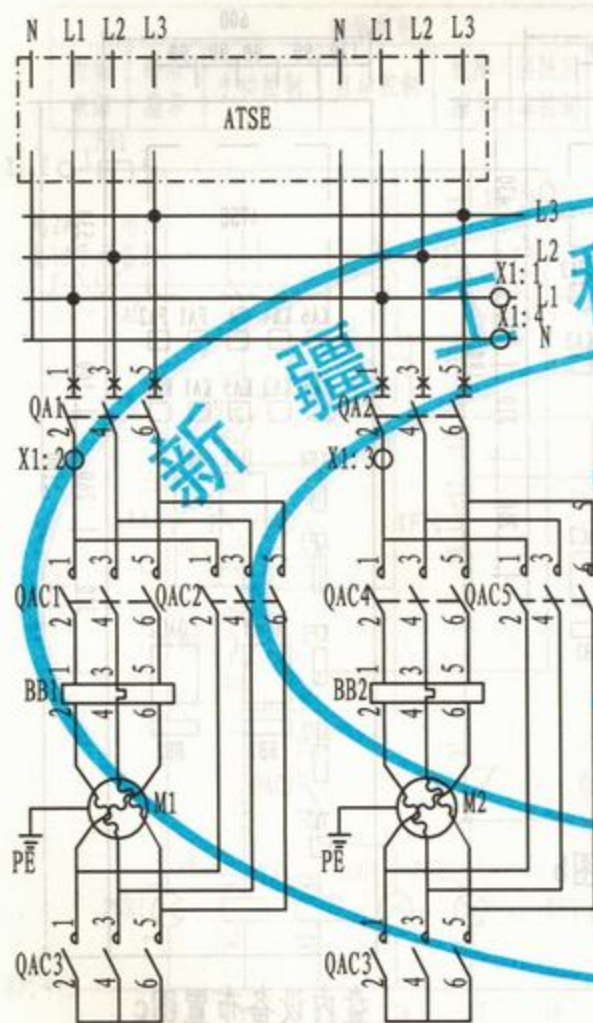 N L1 L2 L3 N L1 L2 L3
ATSE
L3
L2
X1: 1
L1
X1: 4
N
新 疆 工
1 3 5 1 3 5
QA1 QA2
2 4 6 2 4 6
X1: 2 X1: 3
1 3 5 1 3 5 1 3 5 1 3 5
QAC1 QAC2 QAC4 QAC5
2 4 6 2 4 6 2 4 6 2 4 6
1 3 5 1 3 5
BB1 BB2
2 4 6 2 4 6
M1 M2
PE PE
1 3 5 1 3 5
QAC3 QAC3
2 4 6 2 4 6